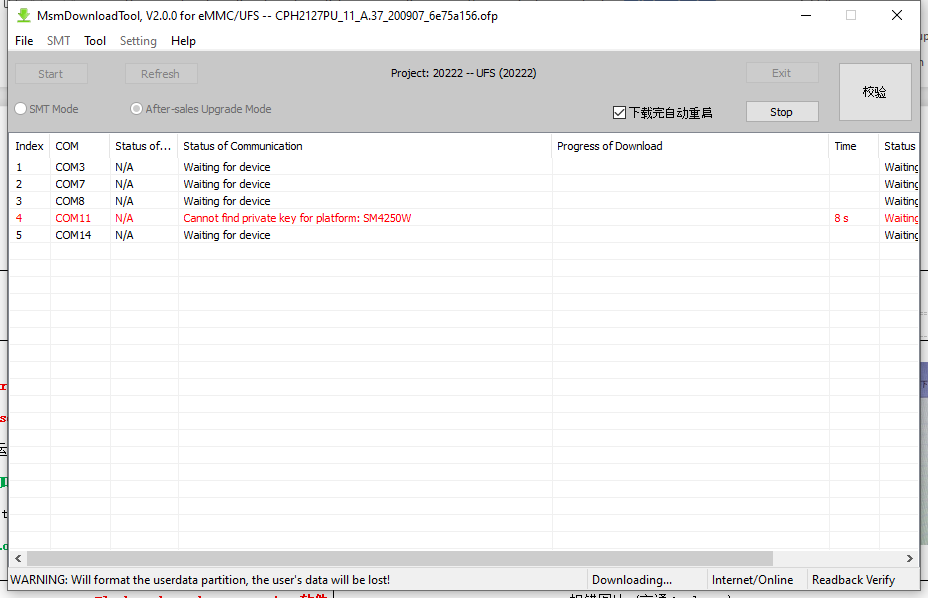 MsmDownloadTool, V2.0.0 for eMMC/UFS -- CPH2127PU_11_A.37_200907_6e75a156.ofp
File SMT Tool Setting Help
Start Refresh Project: 20222 -- UFS (20222) Exit 校验
SMT Mode After-sales Upgrade Mode 下载完自动重启 Stop
Index COM Status of... Status of Communication Progress of Download Time Status
1 COM3 N/A Waiting for device Waiting
2 COM7 N/A Waiting for device Waiting
3 COM8 N/A Waiting for device Waiting
4 COM11 N/A Cannot find private key for platform: SM4250W 8 s Waiting
5 COM14 N/A Waiting for device Waiting
WARNING: Will format the userdata partition, the user's data will be lost! Downloading... Internet/Online Readback Verify